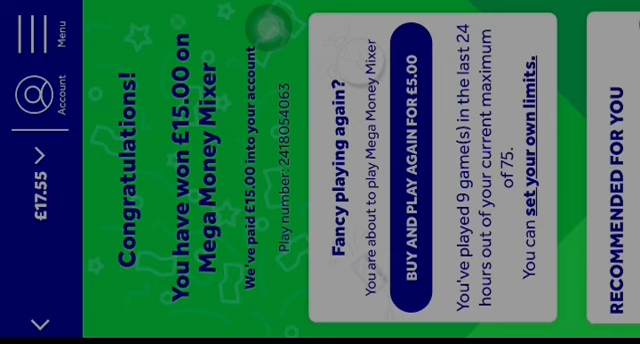 £17.55
Account
Menu
Congratulations!
You have won £15.00 on
Mega Money Mixer
We've paid £15.00 into your account
Play number: 2418054063
Fancy playing again?
You are about to play Mega Money Mixer
BUY AND PLAY AGAIN FOR £5.00
You've played 9 game(s) in the last 24
hours out of your current maximum
of 75.
You can set your own limits.
RECOMMENDED FOR YOU